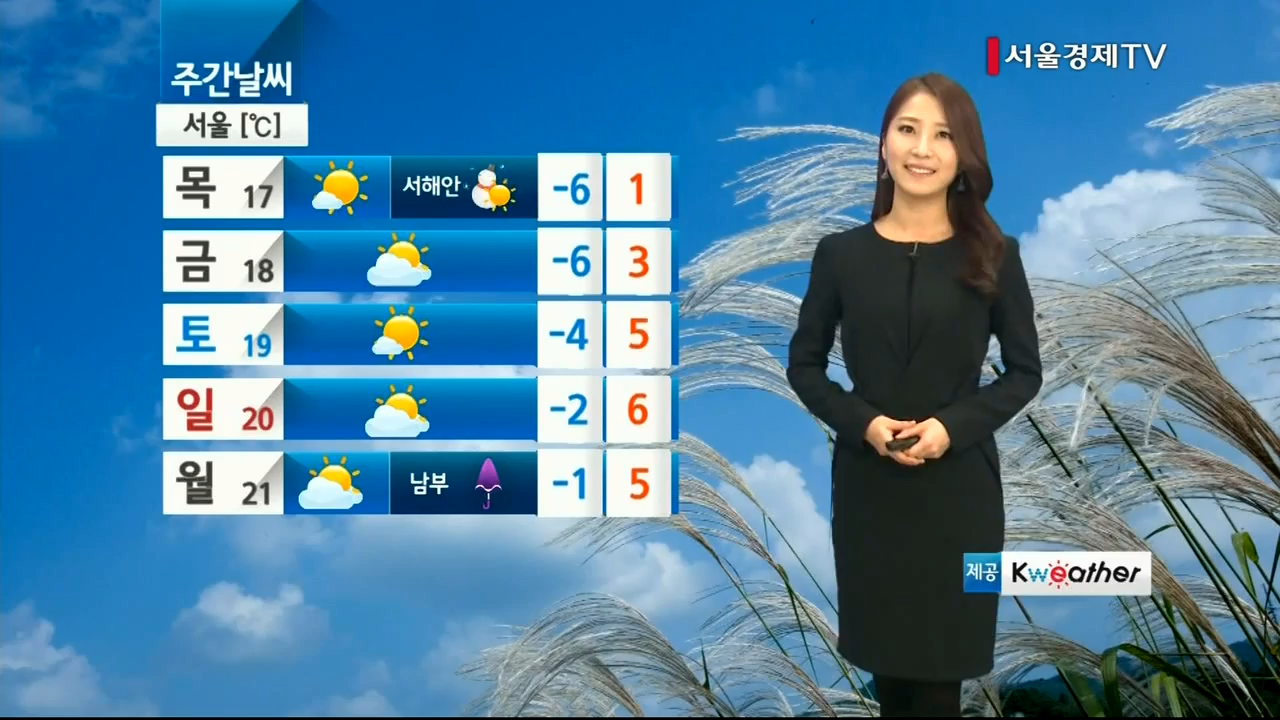 서울경제TV
주간날씨
서울 [℃]
목 17 서해안 -6 1
금 18 -6 3
토 19 -4 5
일 20 -2 6
월 21 남부 -1 5
제공 Kweather